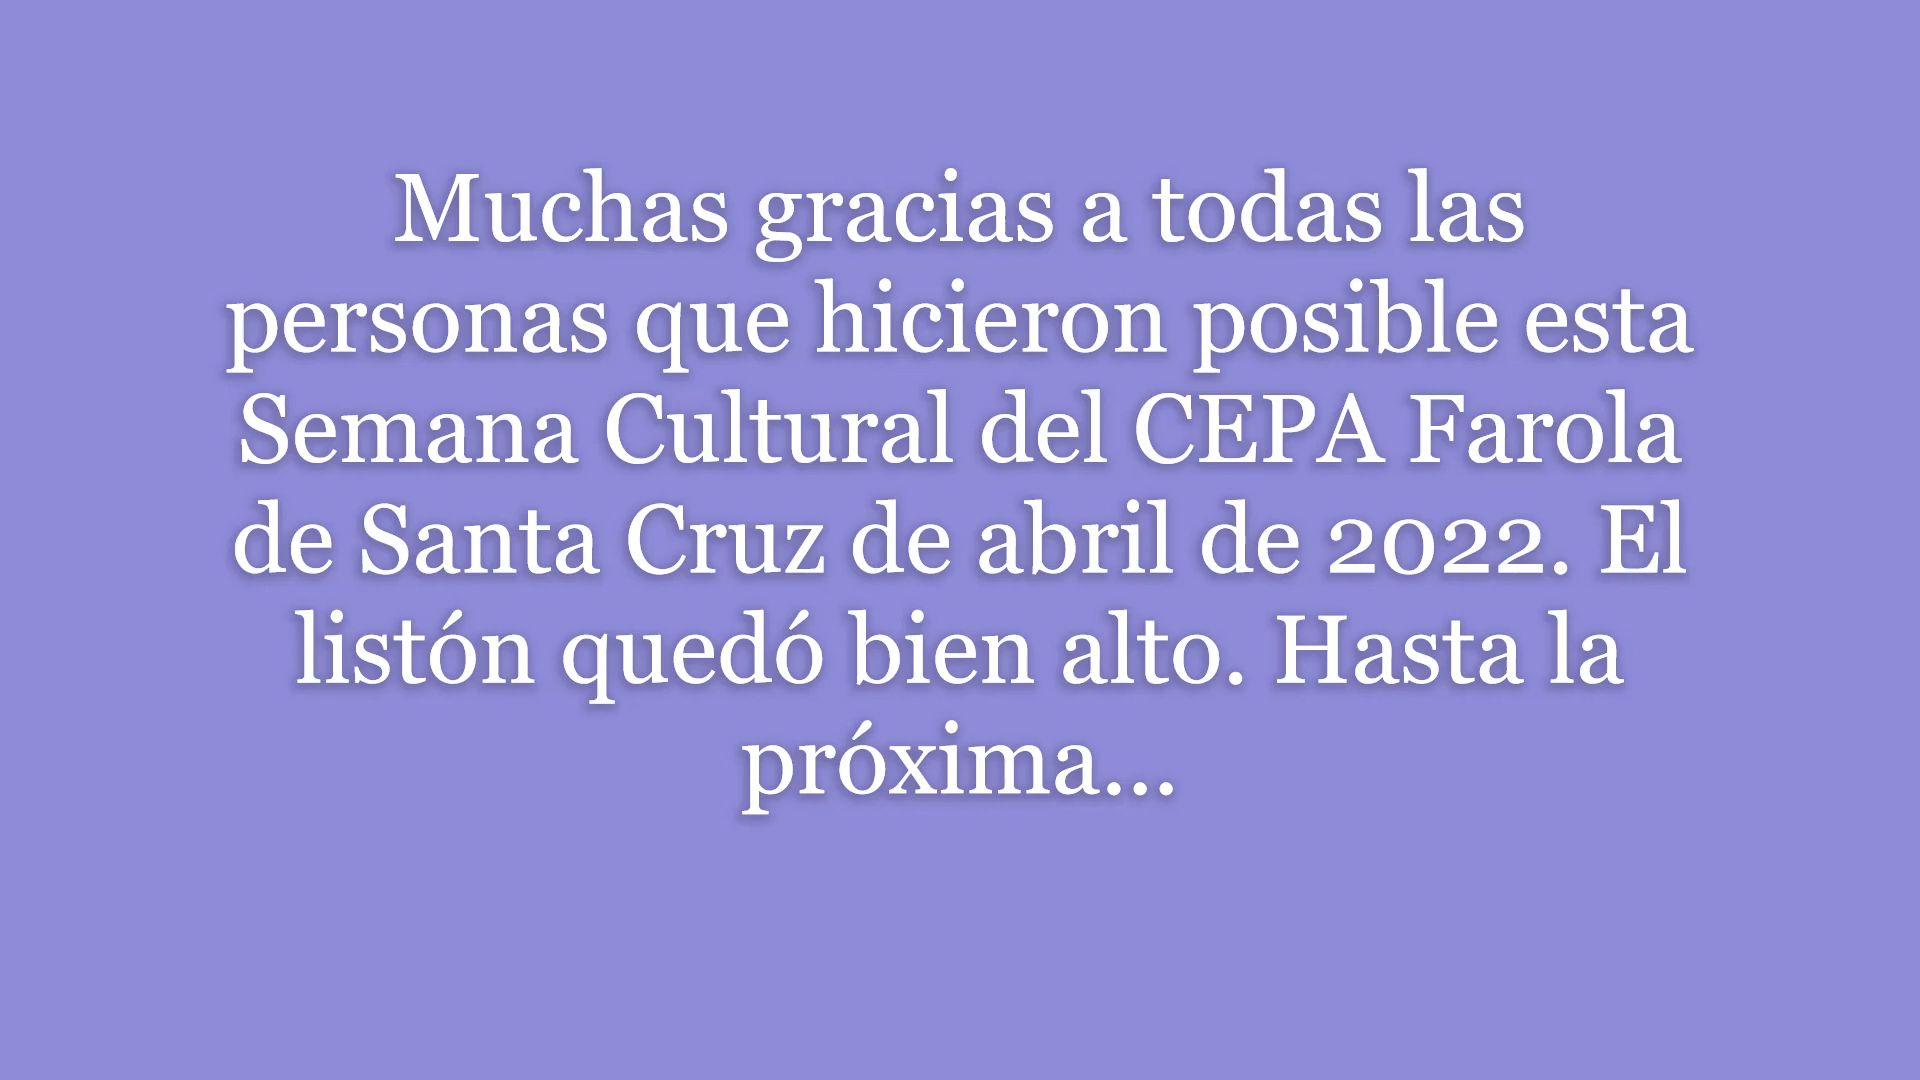 Muchas gracias a todas las
personas que hicieron posible esta
Semana Cultural del CEPA Farola
de Santa Cruz de abril de 2022. El
listón quedó bien alto. Hasta la
próxima...